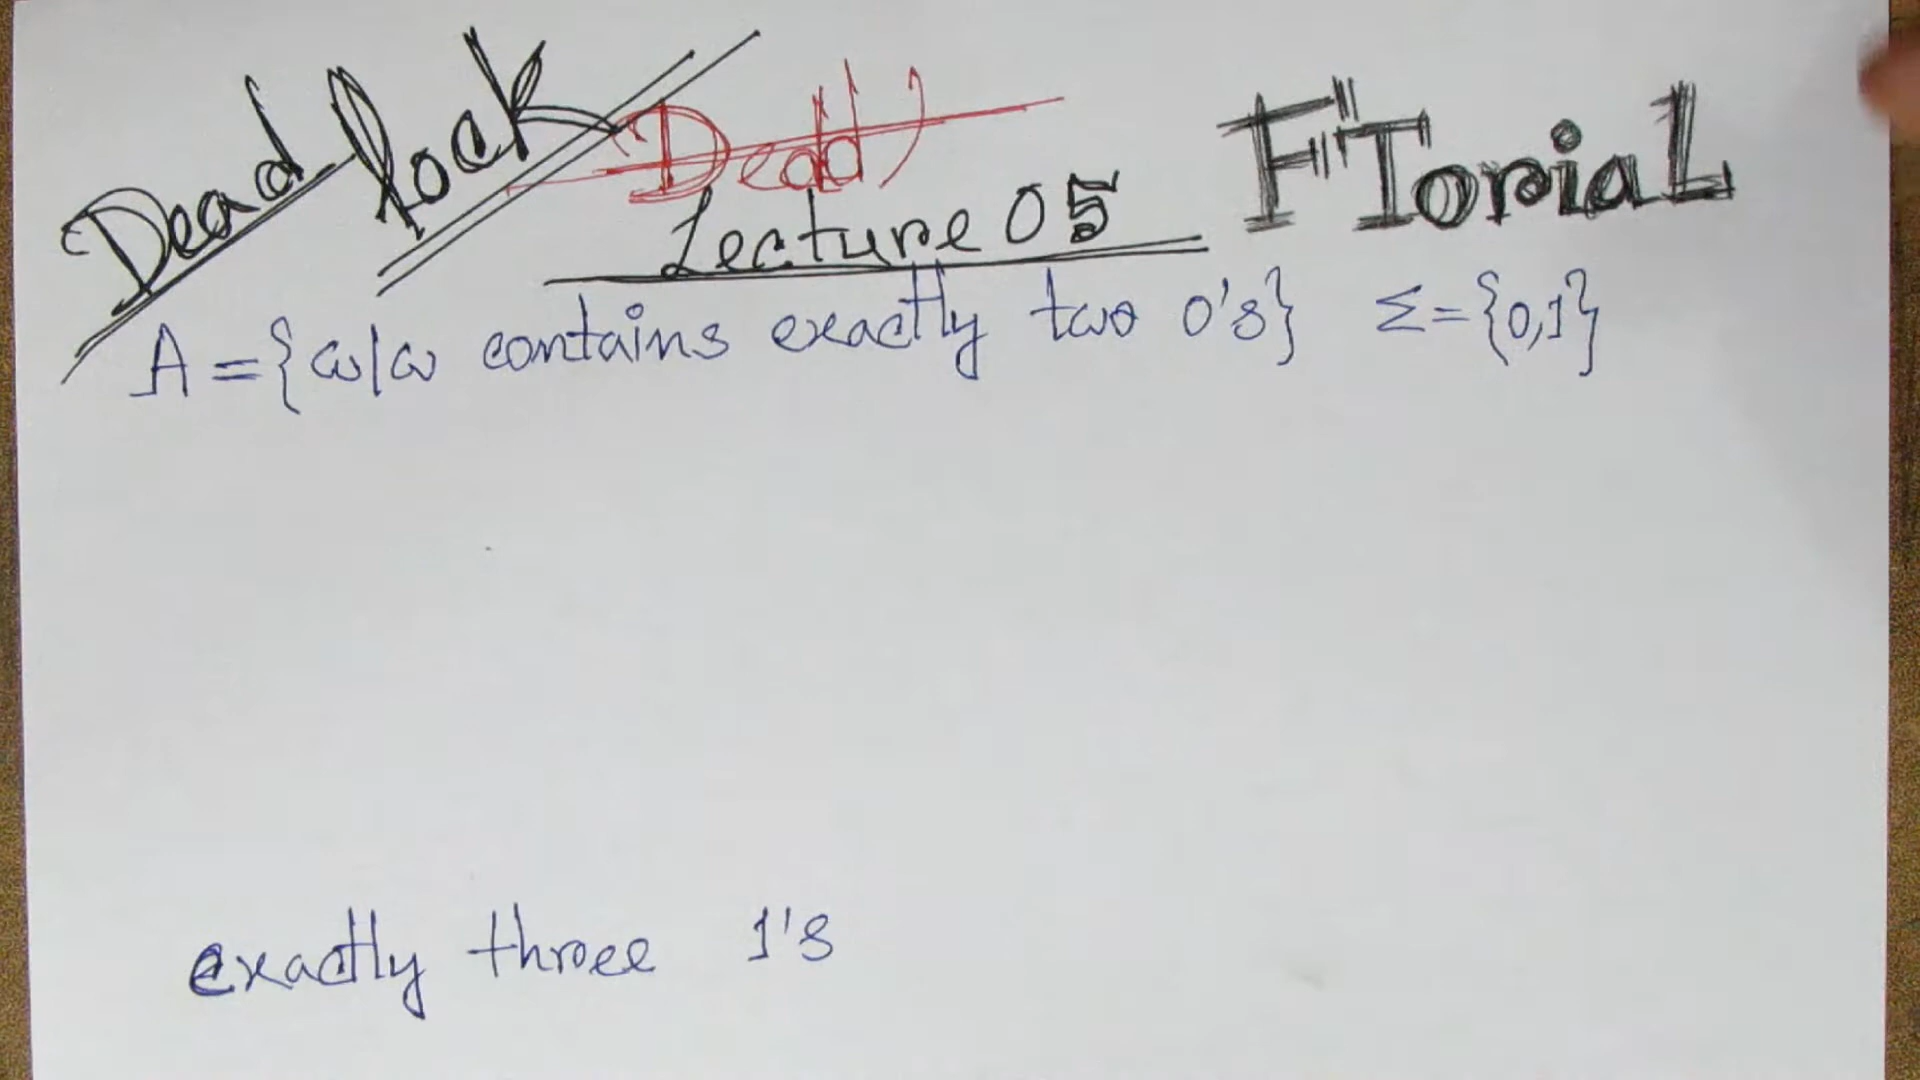 Dead lock
(Dead)
FTorial
Lecture 05
A = {ω|ω contains exactly two 0's} Σ = {0,1}
exactly three 1's